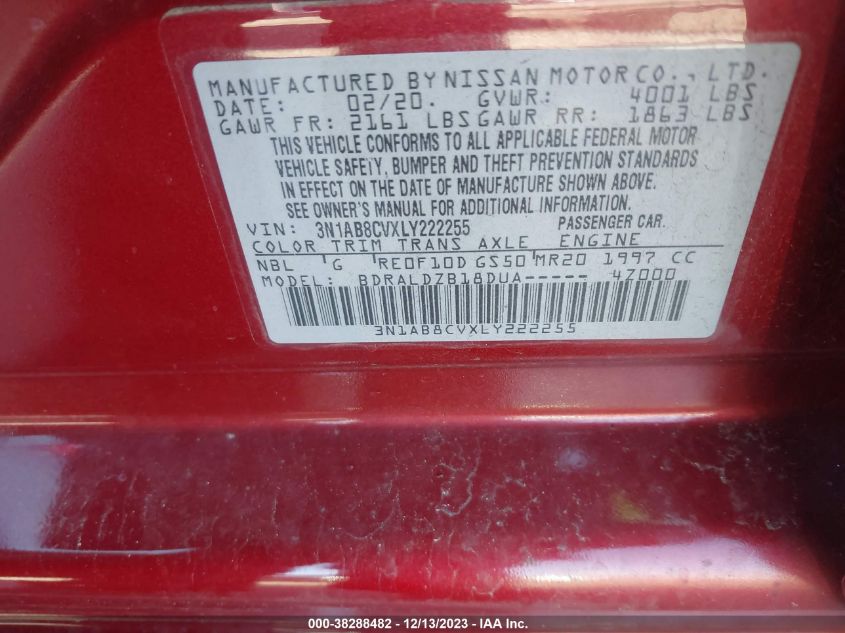 MANUFACTURED BY NISSAN MOTOR CO., LTD.
DATE: 02/20. GVWR: 4001 LBS
GAWR FR: 2161 LBS GAWR RR: 1863 LBS
THIS VEHICLE CONFORMS TO ALL APPLICABLE FEDERAL MOTOR
VEHICLE SAFETY, BUMPER AND THEFT PREVENTION STANDARDS
IN EFFECT ON THE DATE OF MANUFACTURE SHOWN ABOVE.
SEE OWNER'S MANUAL FOR ADDITIONAL INFORMATION.
VIN: 3N1AB8CVXLY222255 PASSENGER CAR.
COLOR TRIM TRANS AXLE ENGINE
NBL G RE0F10D GS50 MR20 1997 CC
MODEL: BDRALDZB18DUA----- 4Z000
3N1AB8CVXLY222255
000-38288482 - 12/13/2023 - IAA Inc.